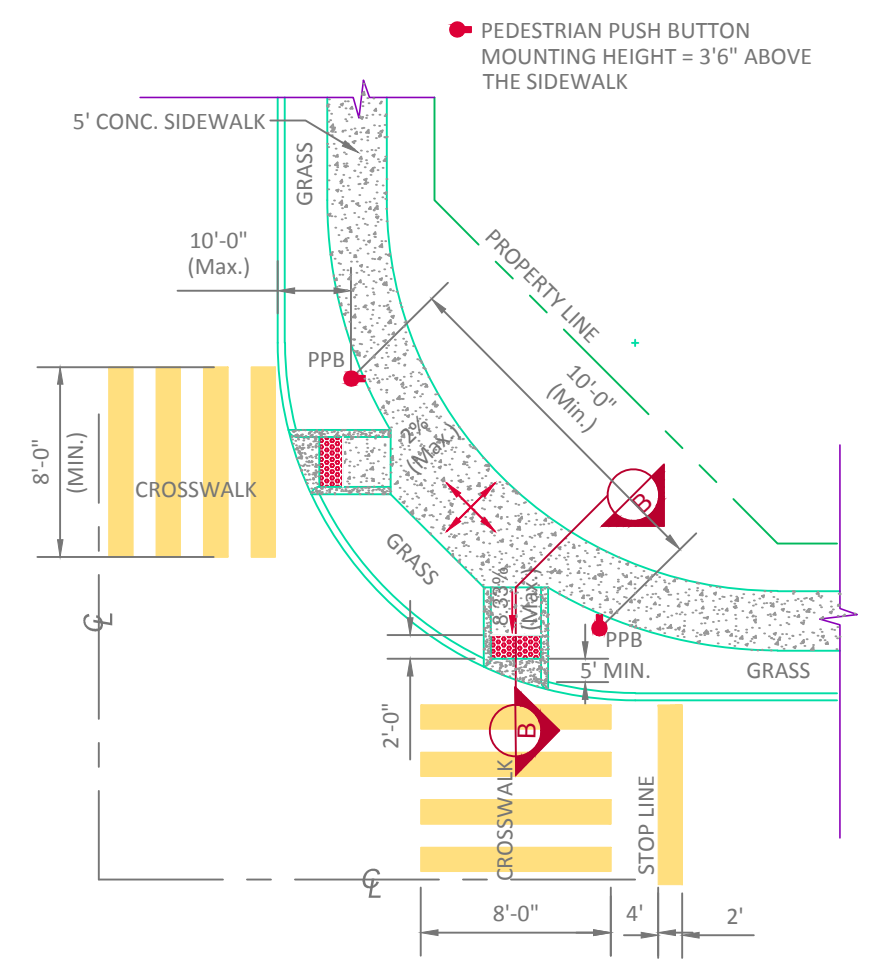 PEDESTRIAN PUSH BUTTON
MOUNTING HEIGHT = 3'6" ABOVE
THE SIDEWALK
5' CONC. SIDEWALK
GRASS
10'-0"
(Max.)
PROPERTY LINE
PPB
10'-0"
(Min.)
2%
(Max.)
8'-0"
(MIN.)
CROSSWALK
B
GRASS
8.33%
(Max.)
PPB
5' MIN.
GRASS
CL
2'-0"
B
CROSSWALK
STOP LINE
CL
8'-0"
4'
2'